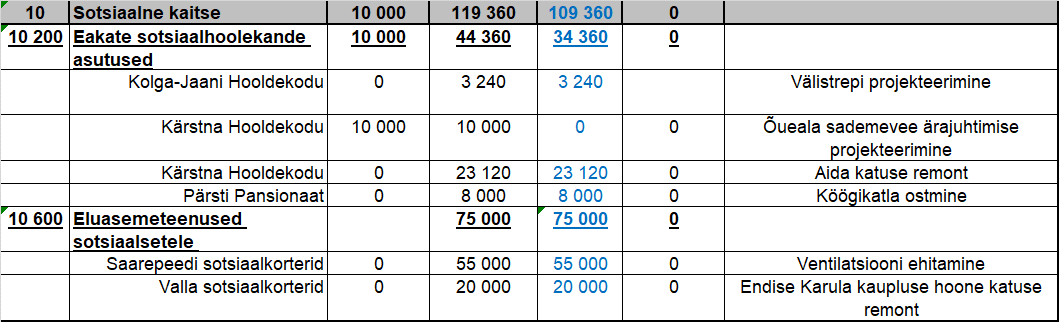 10 Sotsiaalne kaitse 10 000 119 360 109 360 0
10 200 Eakate sotsiaalhoolekande 10 000 44 360 34 360 0
asutused
Kolga-Jaani Hooldekodu 0 3 240 3 240 Välistrepi projekteerimine
Kärstna Hooldekodu 10 000 10 000 0 0 Õueala sademevee ärajuhtimise
projekteerimine
Kärstna Hooldekodu 0 23 120 23 120 0 Aida katuse remont
Pärsti Pansionaat 0 8 000 8 000 0 Köögikatla ostmine
10 600 Eluasemeteenused 75 000 75 000 0
sotsiaalsetele
Saarepeedi sotsiaalkorterid 0 55 000 55 000 0 Ventilatsiooni ehitamine
Valla sotsiaalkorterid 0 20 000 20 000 0 Endise Karula kaupluse hoone katuse
remont